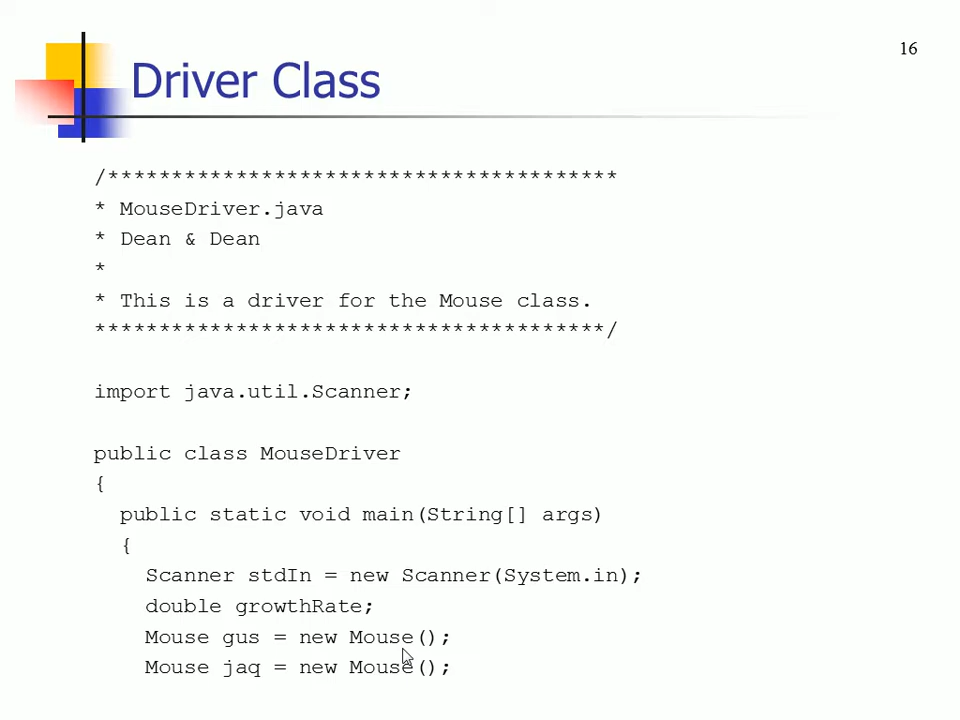 16
Driver Class
/****************************************
* MouseDriver.java
* Dean & Dean
*
* This is a driver for the Mouse class.
****************************************/
import java.util.Scanner;
public class MouseDriver
{
public static void main(String[] args)
{
Scanner stdIn = new Scanner(System.in);
double growthRate;
Mouse gus = new Mouse();
Mouse jaq = new Mouse();